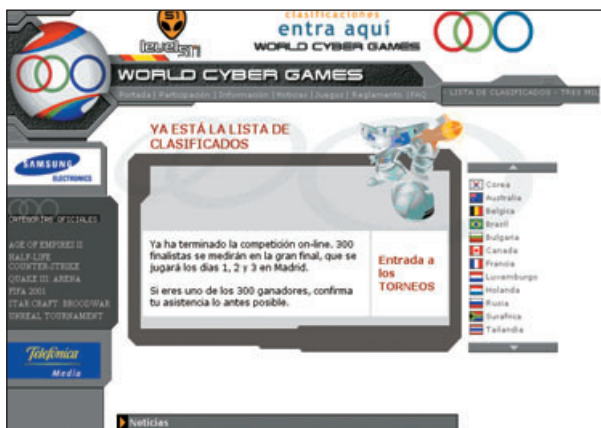 clasificaciones
entra aquí
WORLD CYBER GAMES
LEVEL 51
WORLD CYBER GAMES
Portada | Participación | Información | Noticias | Juegos | Reglamento | FAQ
LISTA DE CLASIFICADOS - TRES MIL
YA ESTÁ LA LISTA DE
CLASIFICADOS
SAMSUNG
ELECTRONICS
CATEGORÍAS OFICIALES
AGE OF EMPIRES II
HALF-LIFE
COUNTER-STRIKE
QUAKE III: ARENA
FIFA 2001
STAR CRAFT: BROODWAR
UNREAL TOURNAMENT
Telefónica
Media
Ya ha terminado la competición on-line. 300
finalistas se medirán en la gran final, que se
jugará los días 1, 2 y 3 en Madrid.
Si eres uno de los 300 ganadores, confirma
tu asistencia lo antes posible.
Entrada a
los
TORNEOS
Corea
Australia
Belgica
Brazil
Bulgaria
Canada
Francia
Luxemburgo
Holanda
Rusia
Surafrica
Tailandia
Noticias